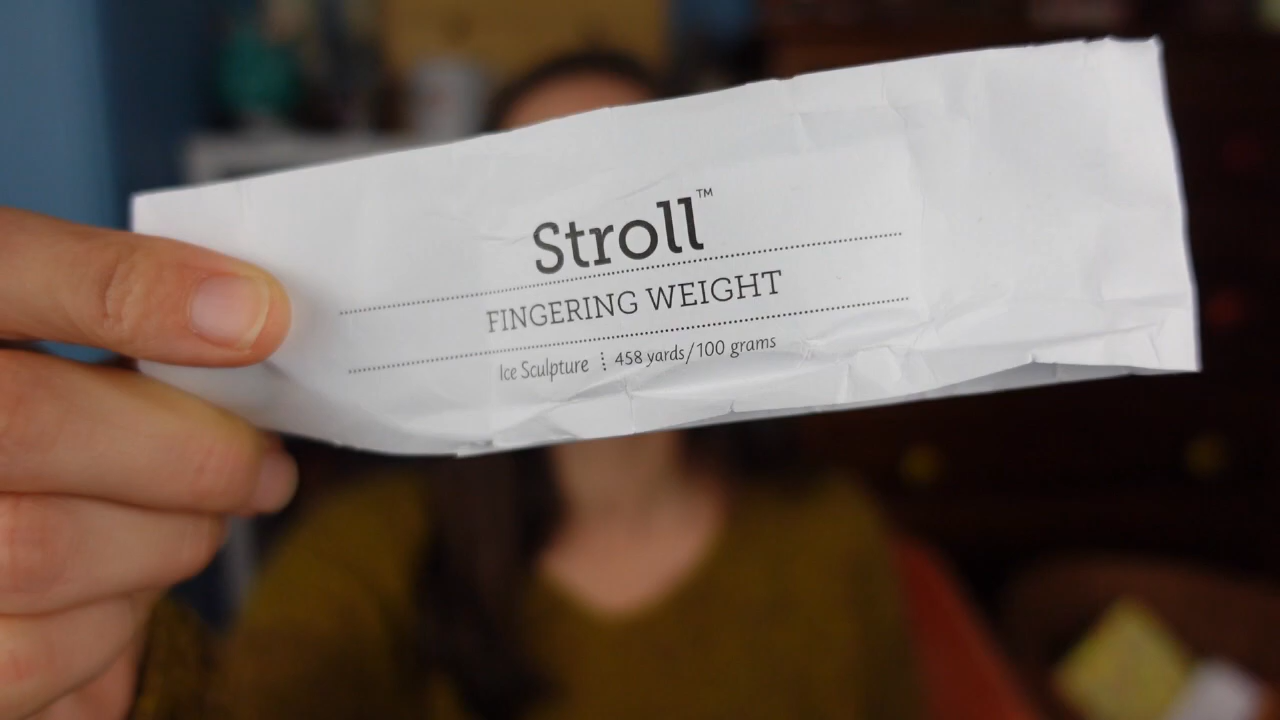 Stroll™
FINGERING WEIGHT
Ice Sculpture ⋮ 458 yards/100 grams